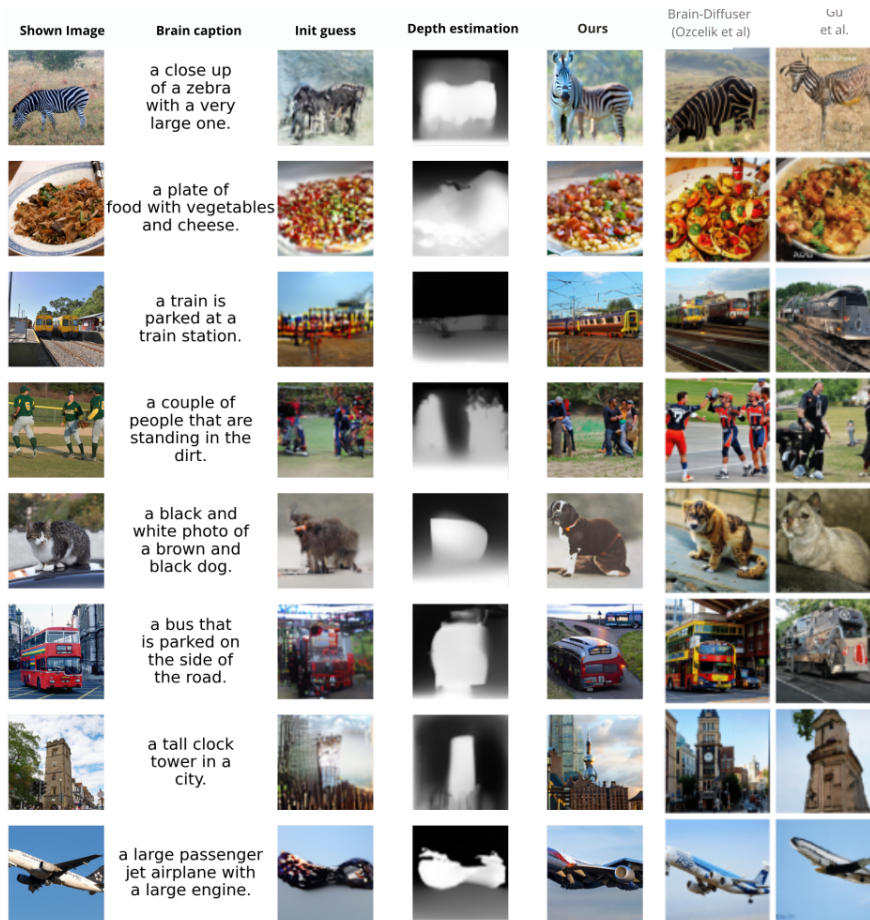 Shown Image
Brain caption
Init guess
Depth estimation
Ours
Brain-Diffuser
(Ozcelik et al)
Gu
et al.
a close up
of a zebra
with a very
large one.
a plate of
food with vegetables
and cheese.
a train is
parked at a
train station.
a couple of
people that are
standing in the
dirt.
a black and
white photo of
a brown and
black dog.
a bus that
is parked on
the side of
the road.
a tall clock
tower in a
city.
a large passenger
jet airplane with
a large engine.